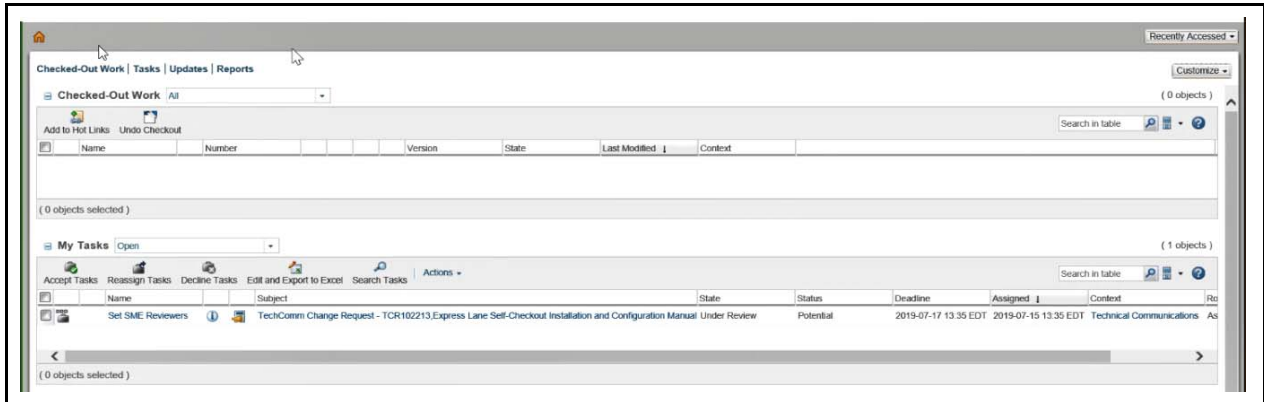 Recently Accessed
Checked-Out Work | Tasks | Updates | Reports
Customize
Checked-Out Work All
( 0 objects )
Add to Hot Links Undo Checkout
Search in table
Name Number Version State Last Modified Context
( 0 objects selected )
My Tasks Open
( 1 objects )
Accept Tasks Reassign Tasks Decline Tasks Edit and Export to Excel Search Tasks Actions
Search in table
Name Subject State Status Deadline Assigned Context Ro
Set SME Reviewers TechComm Change Request - TCR102213,Express Lane Self-Checkout Installation and Configuration Manual Under Review Potential 2019-07-17 13:35 EDT 2019-07-15 13:35 EDT Technical Communications As
( 0 objects selected )